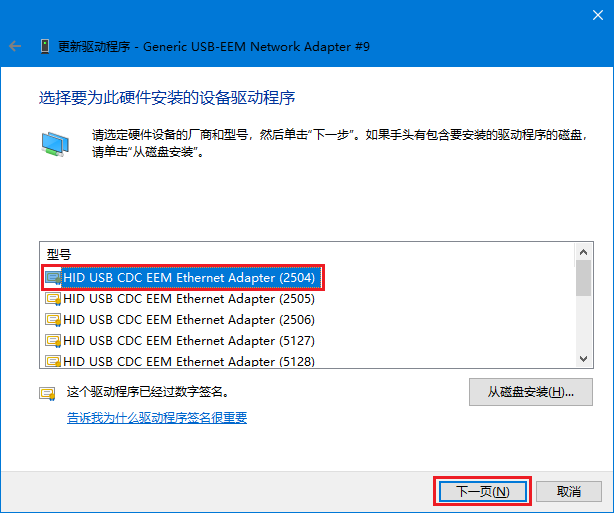 更新驱动程序 - Generic USB-EEM Network Adapter #9
选择要为此硬件安装的设备驱动程序
请选定硬件设备的厂商和型号，然后单击“下一步”。如果手头有包含要安装的驱动程序的磁盘，
请单击“从磁盘安装”。
型号
HID USB CDC EEM Ethernet Adapter (2504)
HID USB CDC EEM Ethernet Adapter (2505)
HID USB CDC EEM Ethernet Adapter (2506)
HID USB CDC EEM Ethernet Adapter (5127)
HID USB CDC EEM Ethernet Adapter (5128)
这个驱动程序已经过数字签名。
从磁盘安装(H)...
告诉我为什么驱动程序签名很重要
下一页(N)
取消